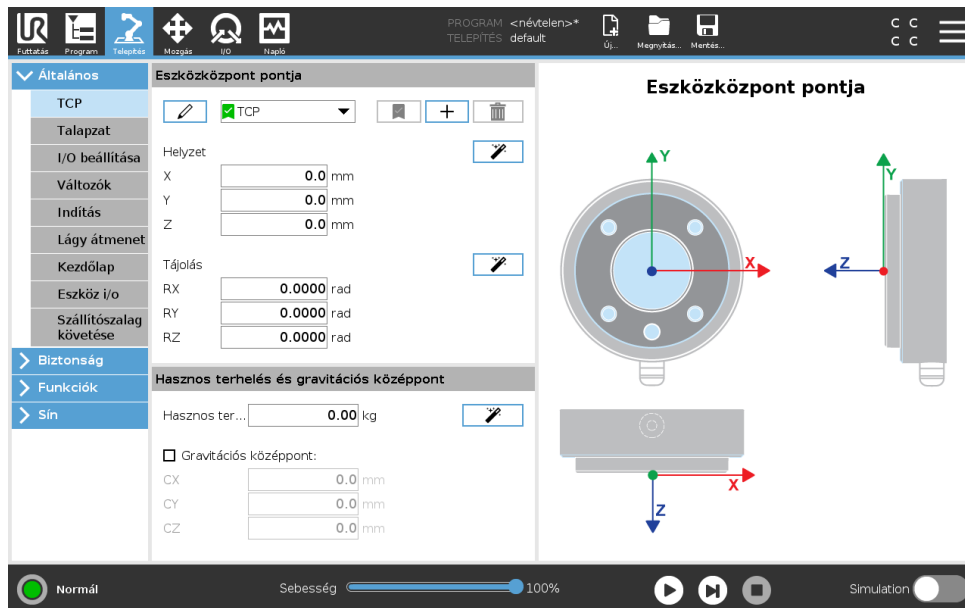 PROGRAM <névtelen>*
TELEPÍTÉS default
Futtatás Program Telepítés Mozgás I/O Napló Új... Megnyitás... Mentés...
C C
C C
Általános
TCP
Talapzat
I/O beállítása
Változók
Indítás
Lágy átmenet
Kezdőlap
Eszköz i/o
Szállítószalag
követése
Biztonság
Funkciók
Sín
Eszközközpont pontja
TCP
Helyzet
X 0.0 mm
Y 0.0 mm
Z 0.0 mm
Tájolás
RX 0.0000 rad
RY 0.0000 rad
RZ 0.0000 rad
Hasznos terhelés és gravitációs középpont
Hasznos ter... 0.00 kg
Gravitációs középpont:
CX 0.0 mm
CY 0.0 mm
CZ 0.0 mm
Eszközközpont pontja
Y
Y
X
Z
X
Z
Normál Sebesség 100% Simulation